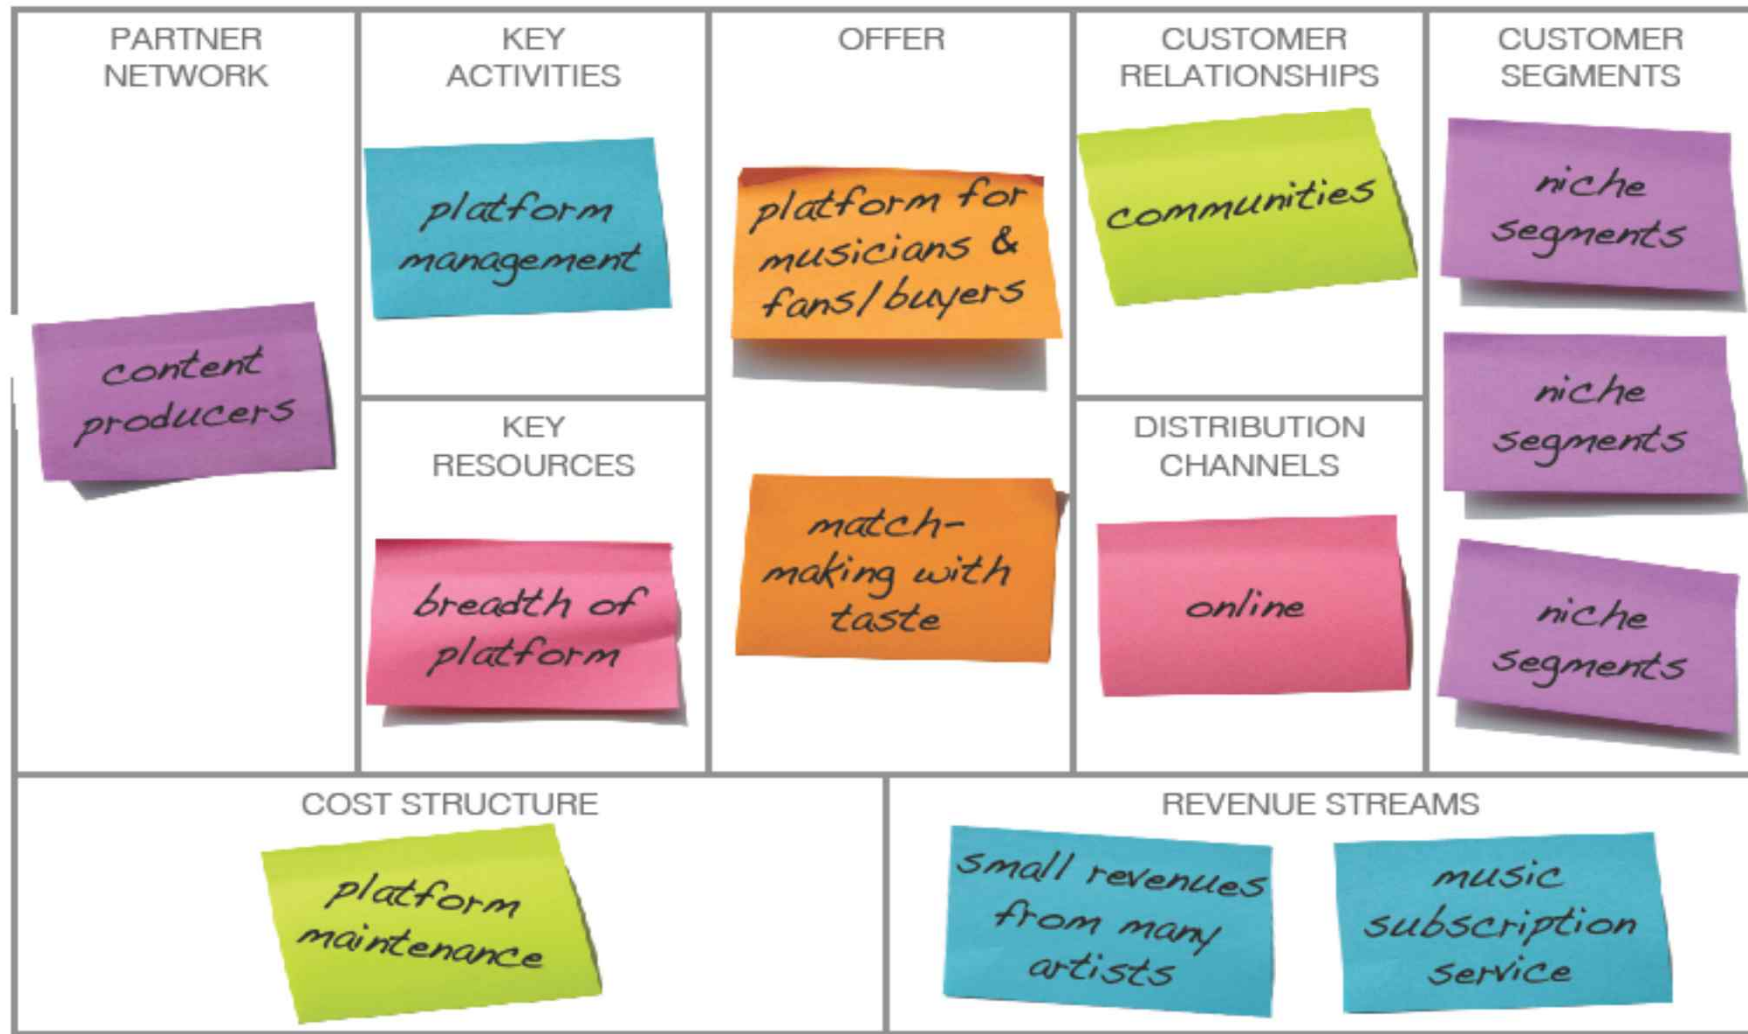 PARTNER
NETWORK
content
producers
KEY
ACTIVITIES
platform
management
KEY
RESOURCES
breadth of
platform
OFFER
platform for
musicians &
fans/buyers
match-
making with
taste
CUSTOMER
RELATIONSHIPS
communities
DISTRIBUTION
CHANNELS
online
CUSTOMER
SEGMENTS
niche
segments
niche
segments
niche
segments
COST STRUCTURE
platform
maintenance
REVENUE STREAMS
small revenues
from many
artists
music
subscription
service